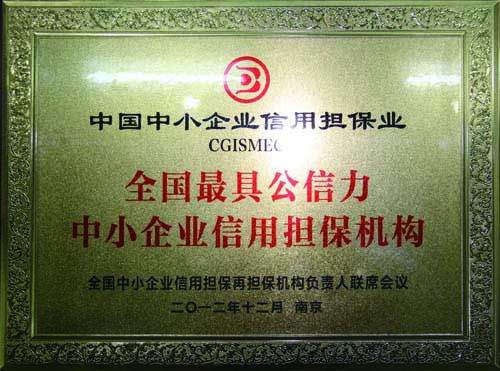 中国中小企业信用担保业
CGISMEC
全国最具公信力
中小企业信用担保机构
全国中小企业信用担保再担保机构负责人联席会议
二〇一二年十二月 南京